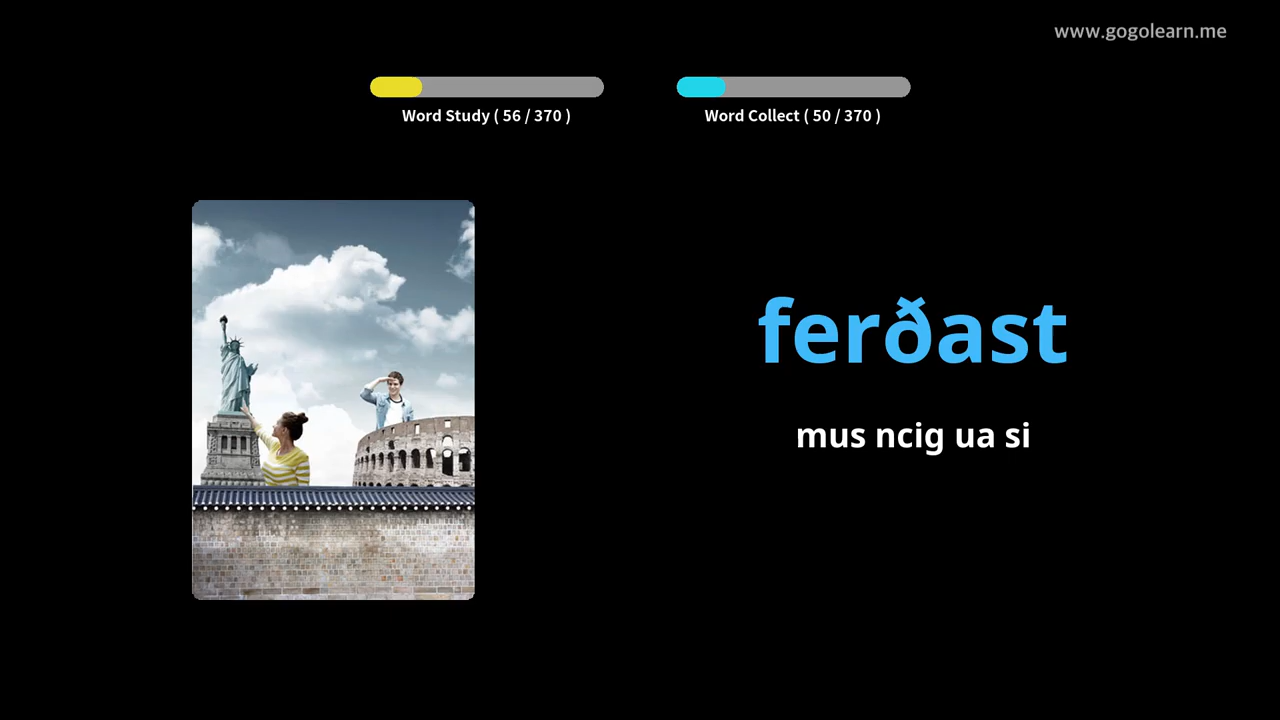 www.gogolearn.me
Word Study ( 56 / 370 )
Word Collect ( 50 / 370 )
ferðast
mus ncig ua si